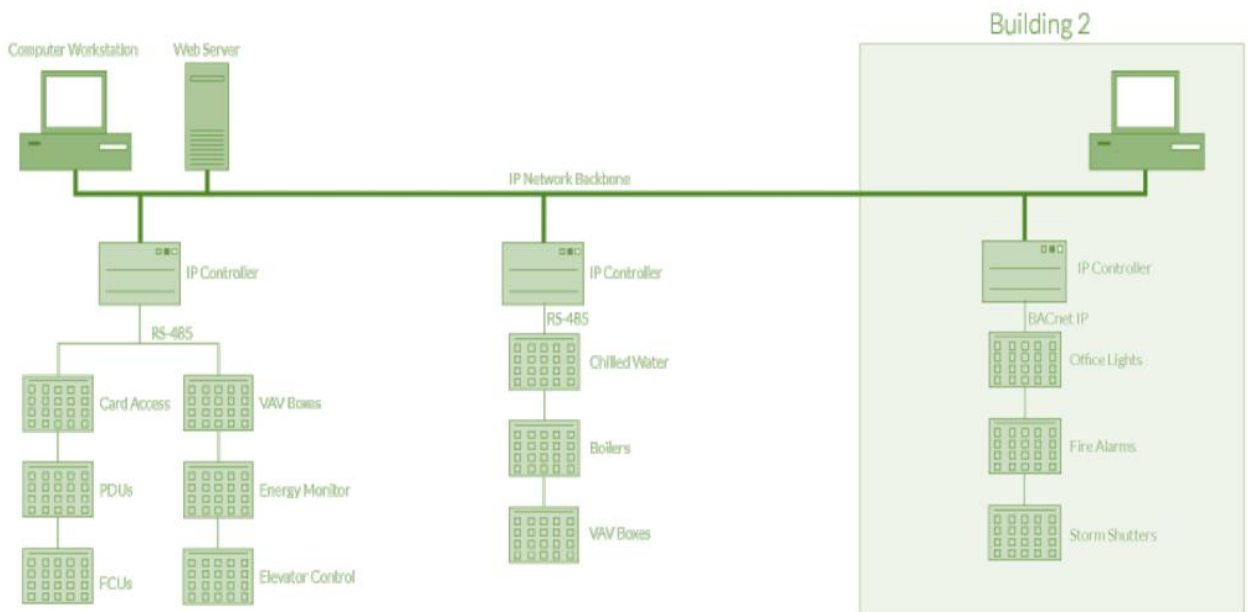 Building 2
Computer Workstation
Web Server
IP Network Backbone
IP Controller
IP Controller
IP Controller
RS-485
RS-485
BACnet IP
Card Access
VAV Boxes
Chilled Water
Office Lights
PDUs
Energy Monitor
Boilers
Fire Alarms
FCUs
Elevator Control
VAV Boxes
Storm Shutters